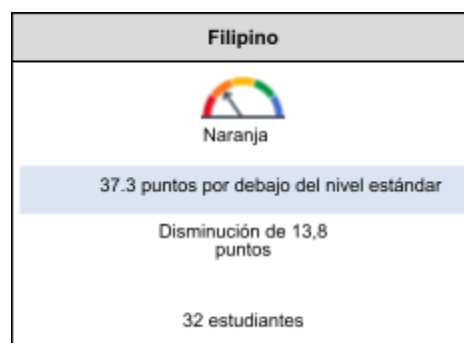 Filipino
Naranja
37.3 puntos por debajo del nivel estándar
Disminución de 13,8
puntos
32 estudiantes